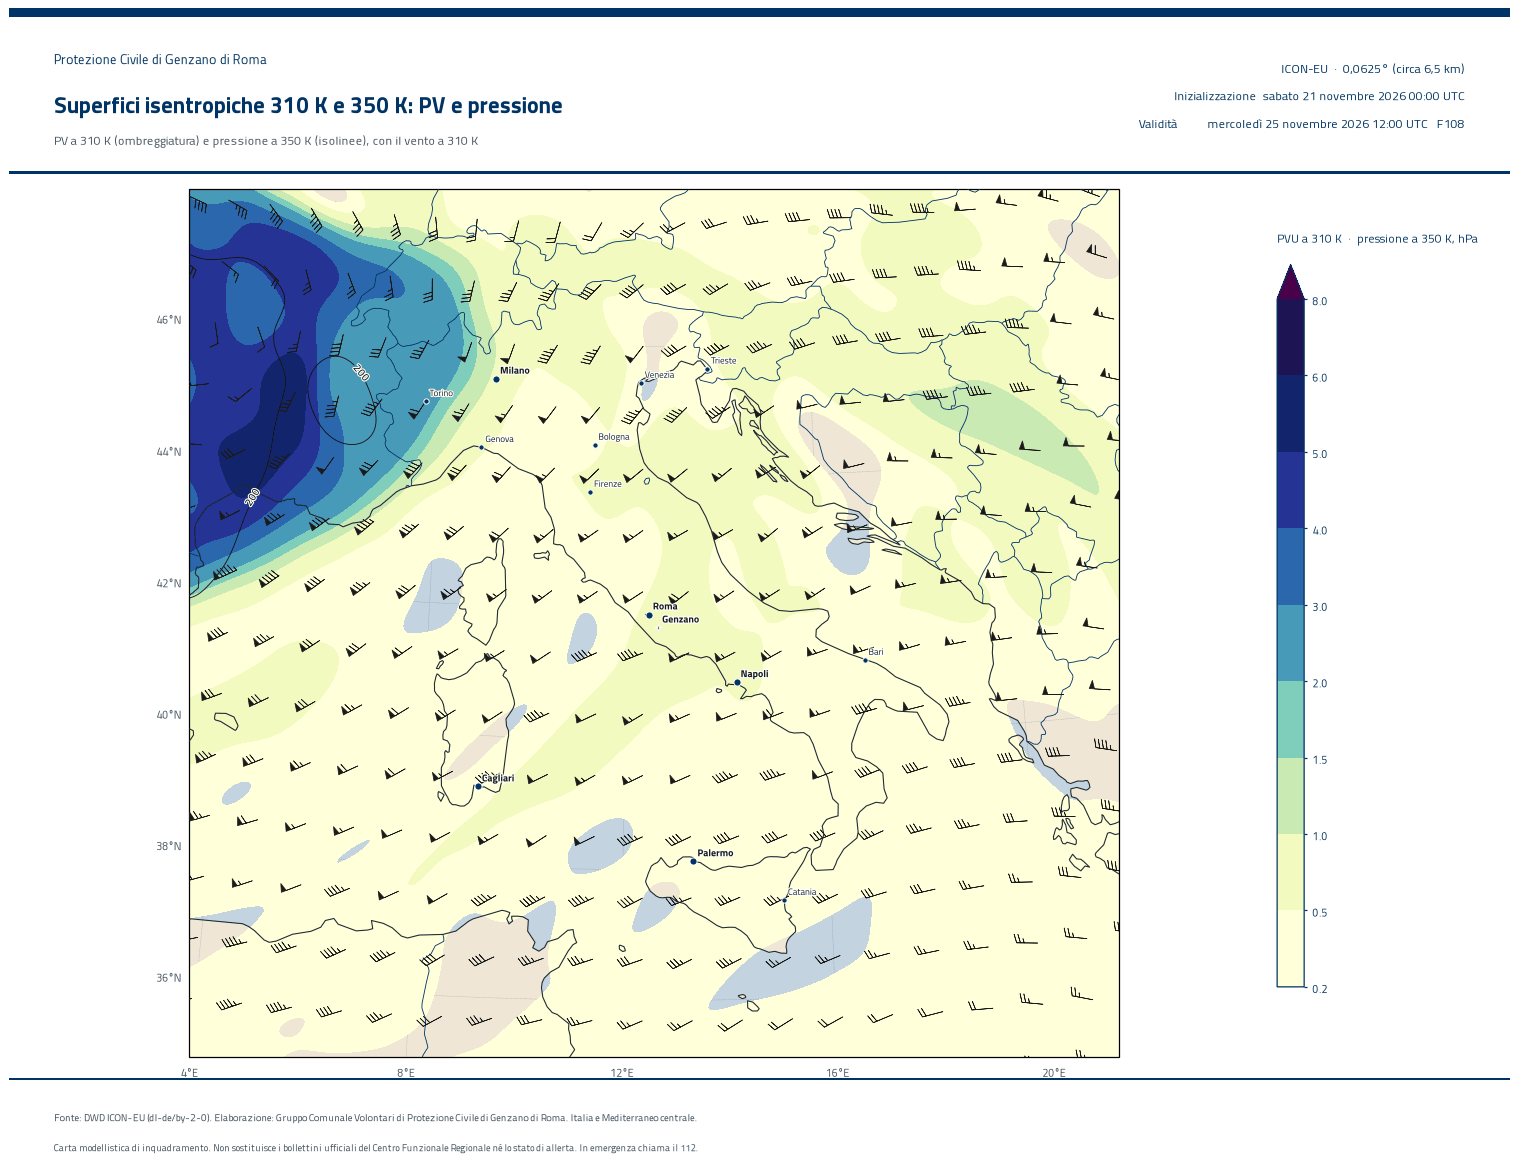 Protezione Civile di Genzano di Roma
Superfici isentropiche 310 K e 350 K: PV e pressione
PV a 310 K (ombreggiatura) e pressione a 350 K (isolinee), con il vento a 310 K
ICON-EU · 0,0625° (circa 6,5 km)
Inizializzazione sabato 21 novembre 2026 00:00 UTC
Validità mercoledì 25 novembre 2026 12:00 UTC F108
PVU a 310 K · pressione a 350 K, hPa
8.0
6.0
5.0
4.0
3.0
2.0
1.5
1.0
0.5
0.2
46°N
44°N
42°N
40°N
38°N
36°N
4°E
8°E
12°E
16°E
20°E
200
200
Milano
Torino
Venezia
Trieste
Genova
Bologna
Firenze
Roma
Genzano
Napoli
Bari
Cagliari
Palermo
Catania
Fonte: DWD ICON-EU (dl-de/by-2-0). Elaborazione: Gruppo Comunale Volontari di Protezione Civile di Genzano di Roma. Italia e Mediterraneo centrale.
Carta modellistica di inquadramento. Non sostituisce i bollettini ufficiali del Centro Funzionale Regionale né lo stato di allerta. In emergenza chiama il 112.